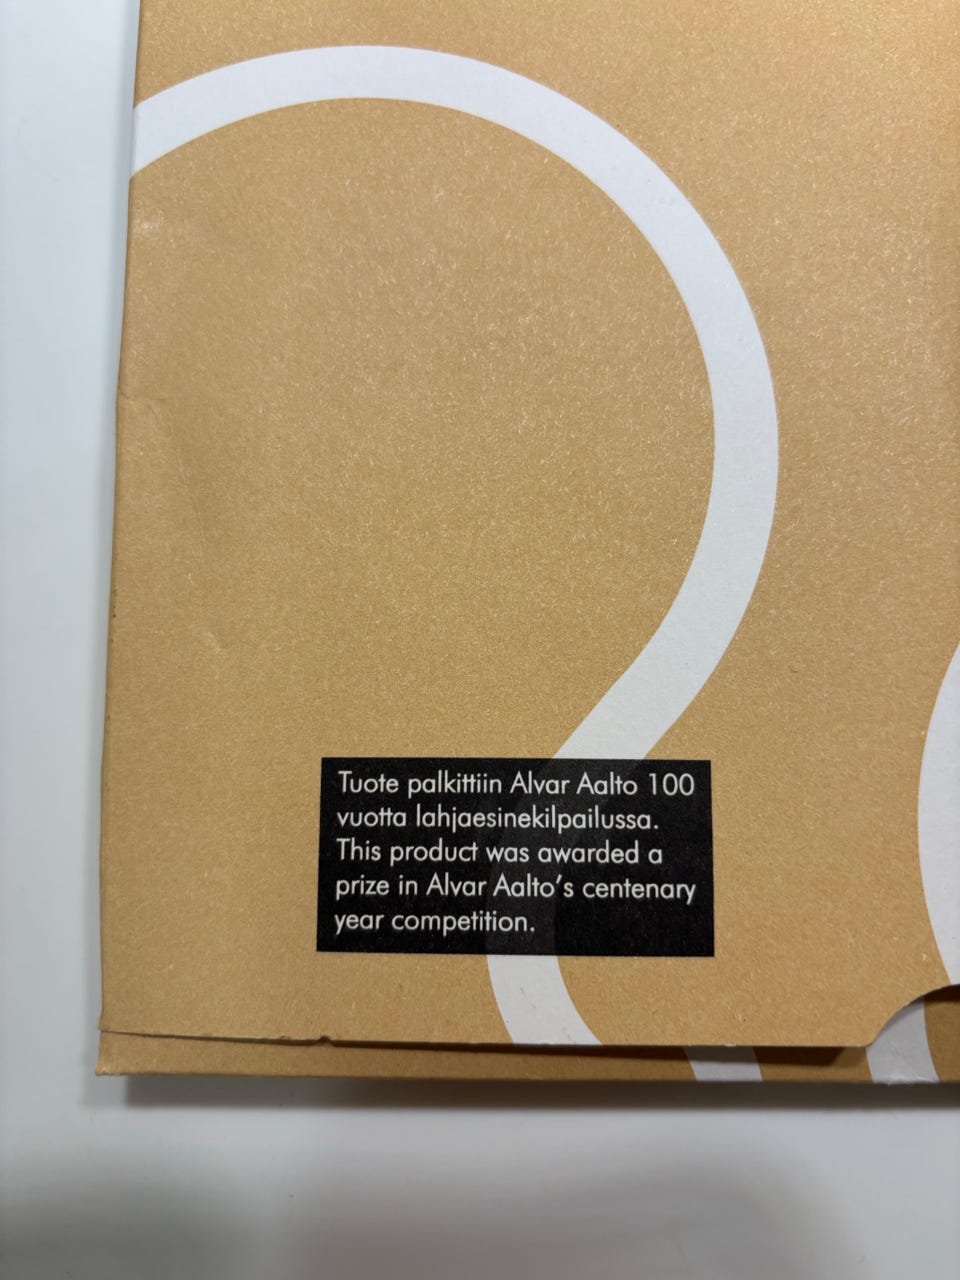 Tuote palkittiin Alvar Aalto 100
vuotta lahjaesinekilpailussa.
This product was awarded a
prize in Alvar Aalto’s centenary
year competition.